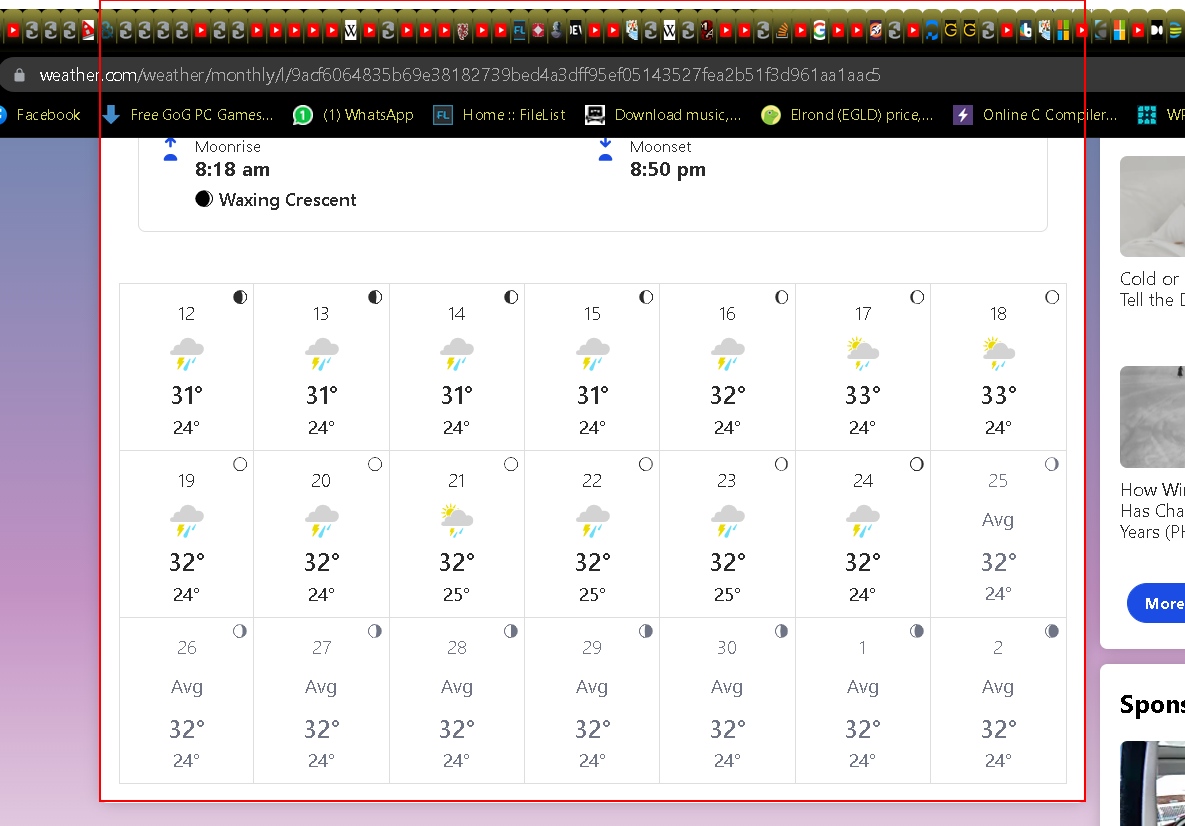 weather.com/weather/monthly/l/9acf6064835b69e38182739bed4a3dff95ef05143527fea2b51f3d961aa1aac5
Facebook Free GoG PC Games... (1) WhatsApp FL Home :: FileList Download music,... Elrond (EGLD) price,... Online C Compiler...
Moonrise Moonset
8:18 am 8:50 pm
Waxing Crescent
12 13 14 15 16 17 18
31° 31° 31° 31° 32° 33° 33°
24° 24° 24° 24° 24° 24° 24°
19 20 21 22 23 24 25
Avg
32° 32° 32° 32° 32° 32° 32°
24° 24° 25° 25° 25° 24° 24°
26 27 28 29 30 1 2
Avg Avg Avg Avg Avg Avg Avg
32° 32° 32° 32° 32° 32° 32°
24° 24° 24° 24° 24° 24° 24°
Cold or
Tell the
How
Has
Years
More